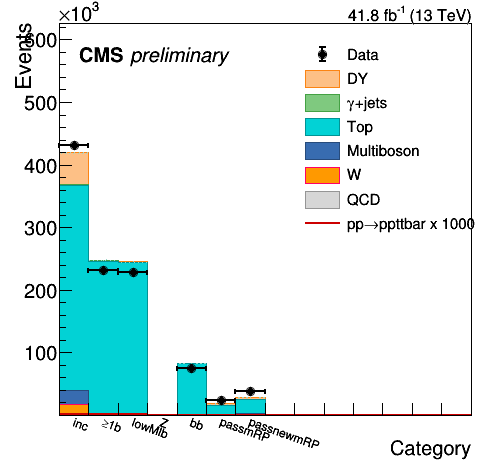 ×10³
41.8 fb⁻¹ (13 TeV)
Events
CMS preliminary
Data
DY
γ+jets
Top
Multiboson
W
QCD
pp→ppttbar x 1000
600
500
400
300
200
100
inc
≥1b
lowMlb
Z
bb
passmRP
passnewmRP
Category